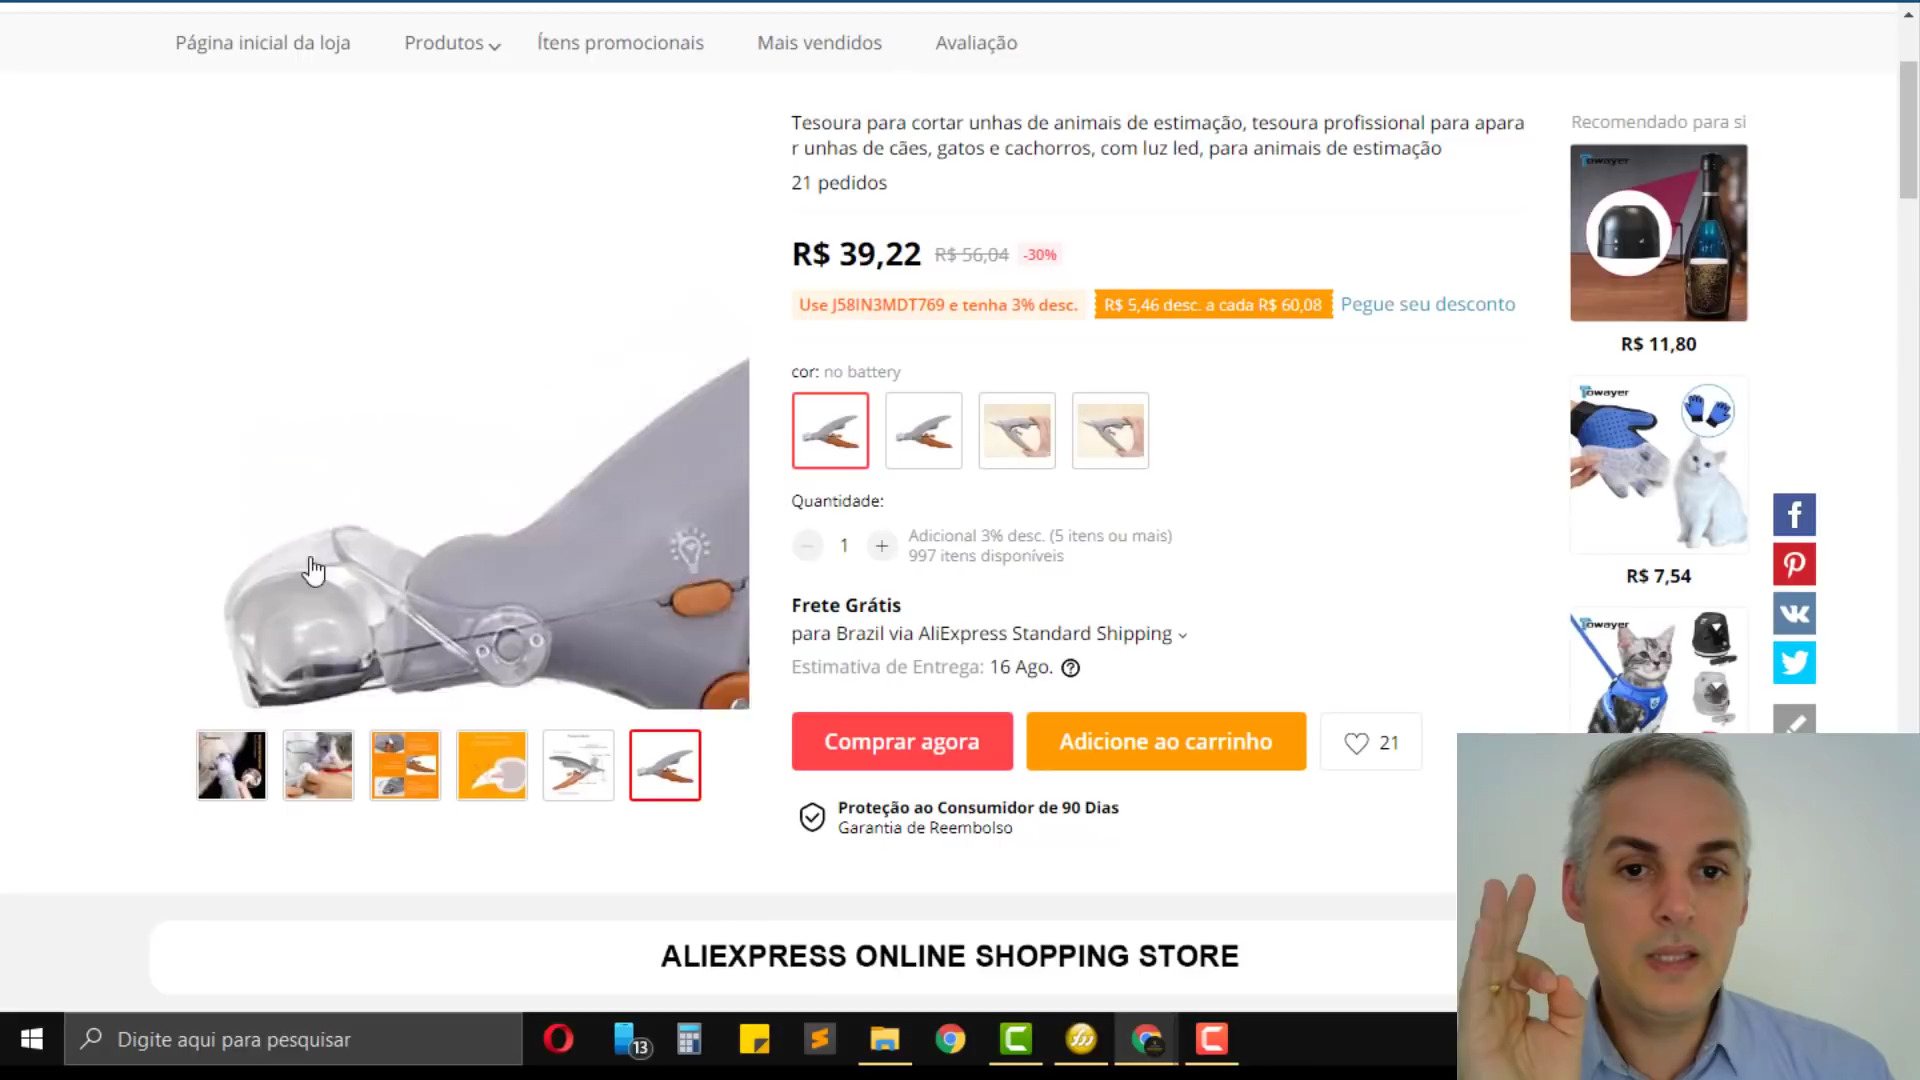 Página inicial da loja
Produtos
Ítens promocionais
Mais vendidos
Avaliação
Tesoura para cortar unhas de animais de estimação, tesoura profissional para apara
r unhas de cães, gatos e cachorros, com luz led, para animais de estimação
21 pedidos
R$ 39,22 R$ 56,04 -30%
Use J58IN3MDT769 e tenha 3% desc. R$ 5,46 desc. a cada R$ 60,08 Pegue seu desconto
cor: no battery
Quantidade:
1
Adicional 3% desc. (5 itens ou mais)
997 itens disponíveis
Frete Grátis
para Brazil via AliExpress Standard Shipping
Estimativa de Entrega: 16 Ago.
Comprar agora
Adicione ao carrinho
21
Proteção ao Consumidor de 90 Dias
Garantia de Reembolso
Recomendado para si
Towayer
R$ 11,80
Towayer
R$ 7,54
Towayer
ALIEXPRESS ONLINE SHOPPING STORE
Digite aqui para pesquisar
13